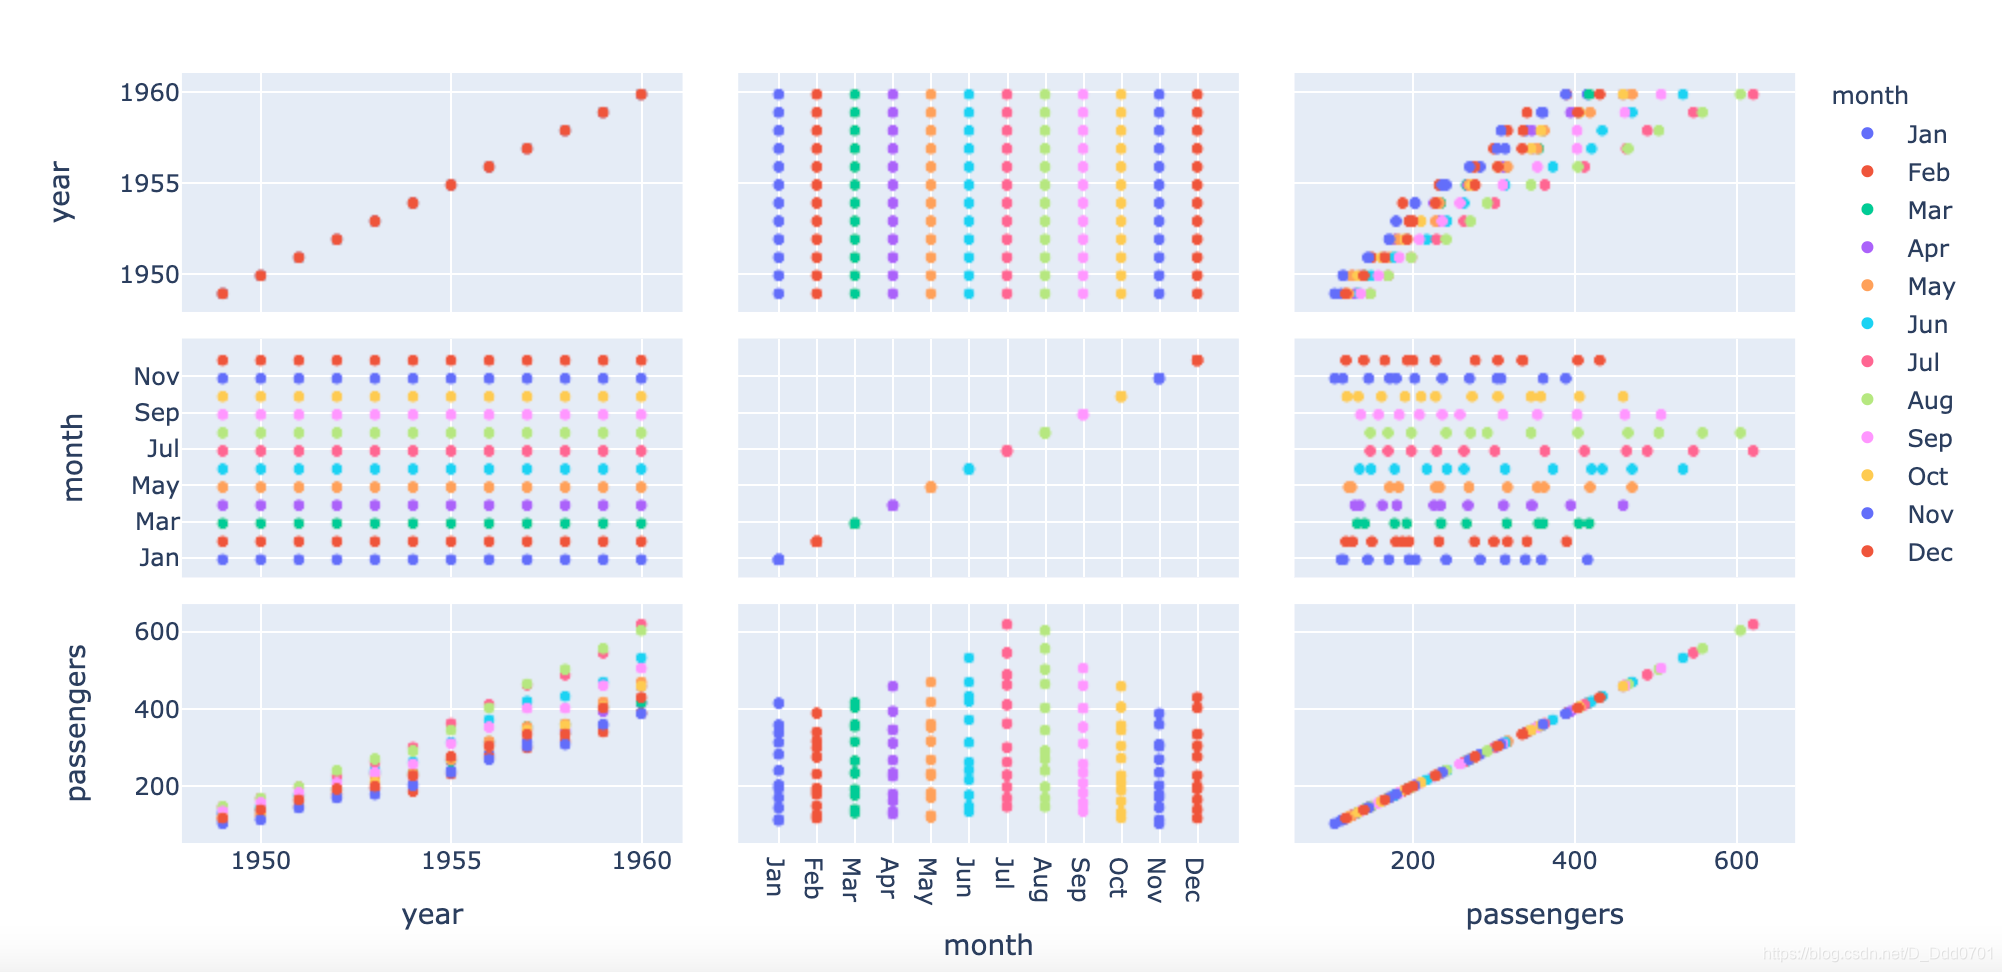 1960
1955
1950
year
month
Jan
Feb
Mar
Apr
May
Jun
Jul
Aug
Sep
Oct
Nov
Dec
Nov
Sep
Jul
May
Mar
Jan
month
600
400
200
passengers
1950 1955 1960
year
Jan Feb Mar Apr May Jun Jul Aug Sep Oct Nov Dec
month
200 400 600
passengers
https://blog.csdn.net/D_Ddd0701